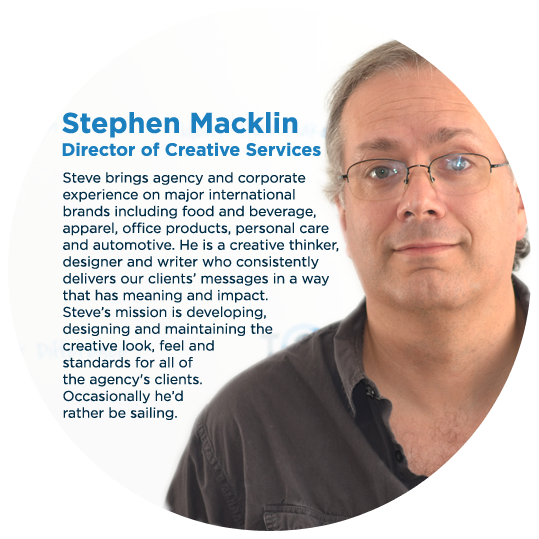 Stephen Macklin
Director of Creative Services
Steve brings agency and corporate
experience on major international
brands including food and beverage,
apparel, office products, personal care
and automotive. He is a creative thinker,
designer and writer who consistently
delivers our clients’ messages in a way
that has meaning and impact.
Steve’s mission is developing,
designing and maintaining the
creative look, feel and
standards for all of
the agency’s clients.
Occasionally he’d
rather be sailing.